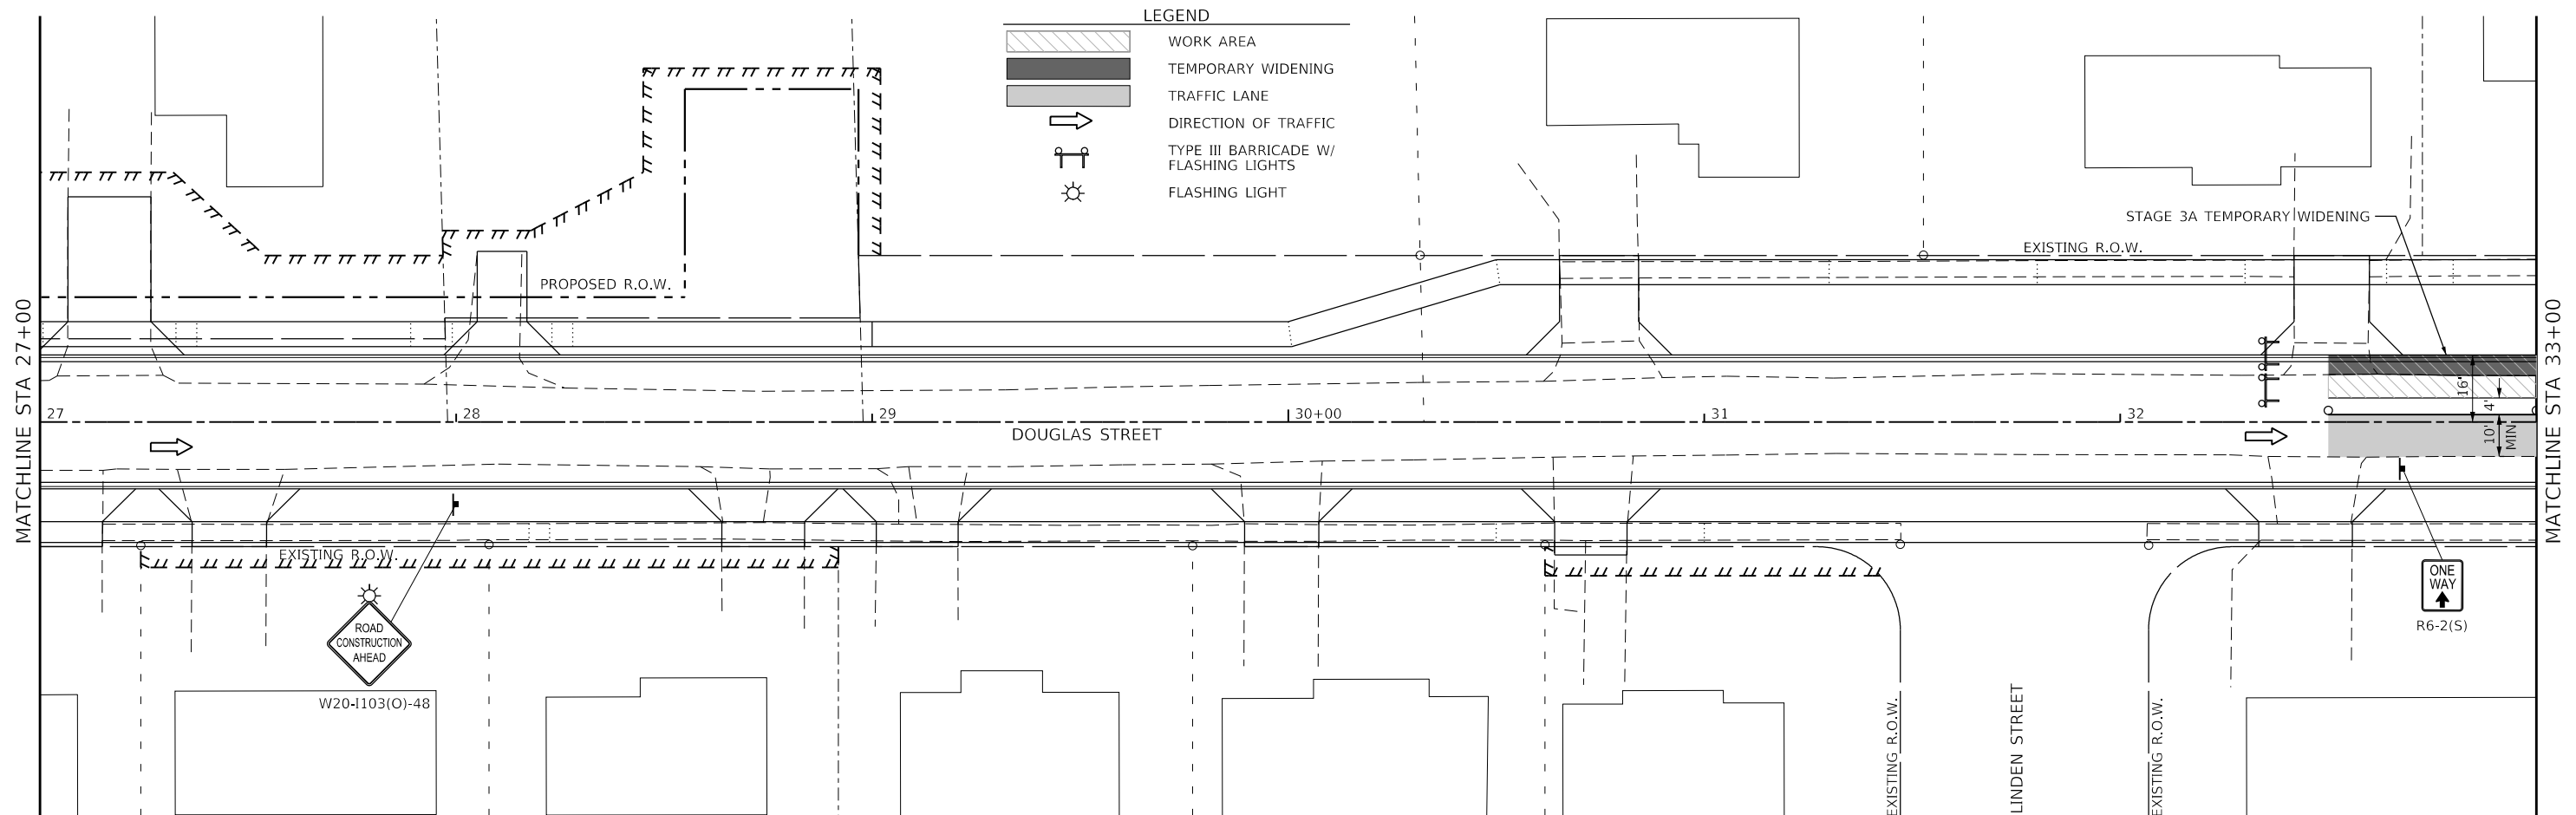 LEGEND
WORK AREA
TEMPORARY WIDENING
TRAFFIC LANE
DIRECTION OF TRAFFIC
TYPE III BARRICADE W/
FLASHING LIGHTS
FLASHING LIGHT
STAGE 3A TEMPORARY WIDENING
EXISTING R.O.W.
PROPOSED R.O.W.
MATCHLINE STA 27+00
MATCHLINE STA 33+00
16'
4'
27
28
29
30+00
31
32
DOUGLAS STREET
10'
MIN.
EXISTING R.O.W.
ONE
WAY
R6-2(S)
ROAD
CONSTRUCTION
AHEAD
W20-I103(O)-48
EXISTING R.O.W.
LINDEN STREET
EXISTING R.O.W.